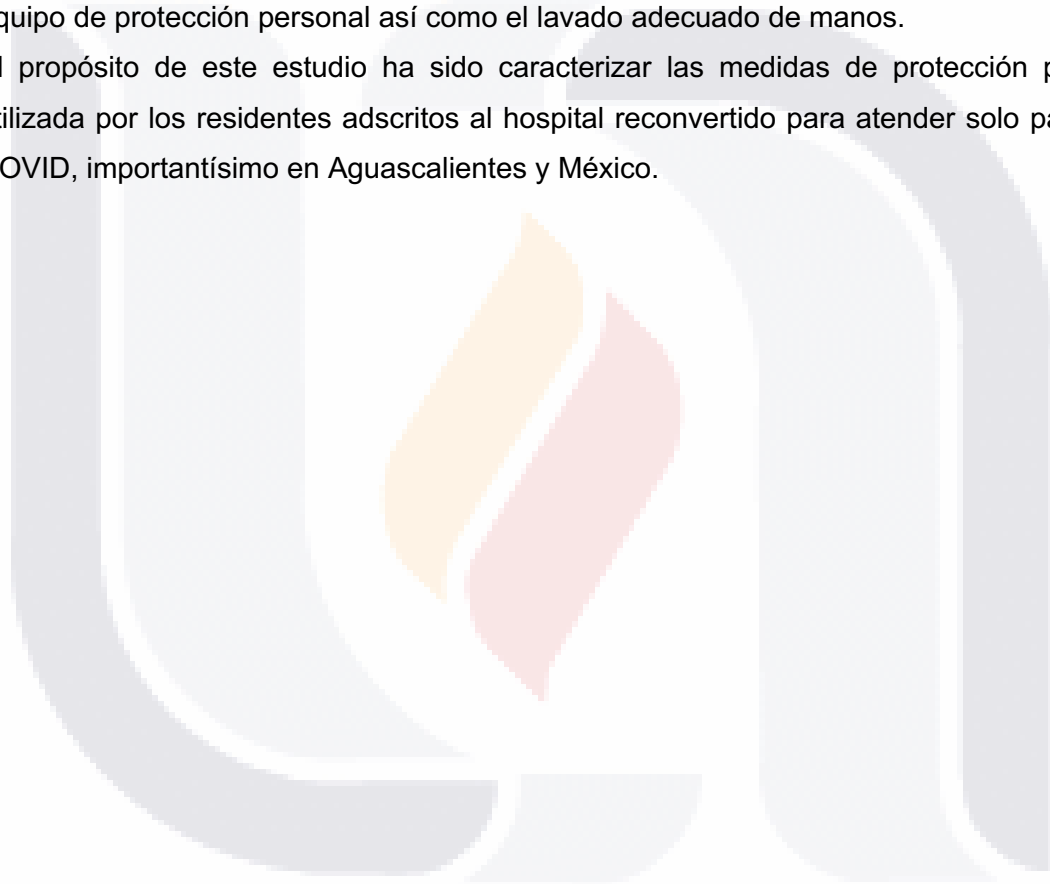 quipo de protección personal así como el lavado adecuado de manos.
l propósito de este estudio ha sido caracterizar las medidas de protección p
tilizada por los residentes adscritos al hospital reconvertido para atender solo pa
OVID, importantísimo en Aguascalientes y México.